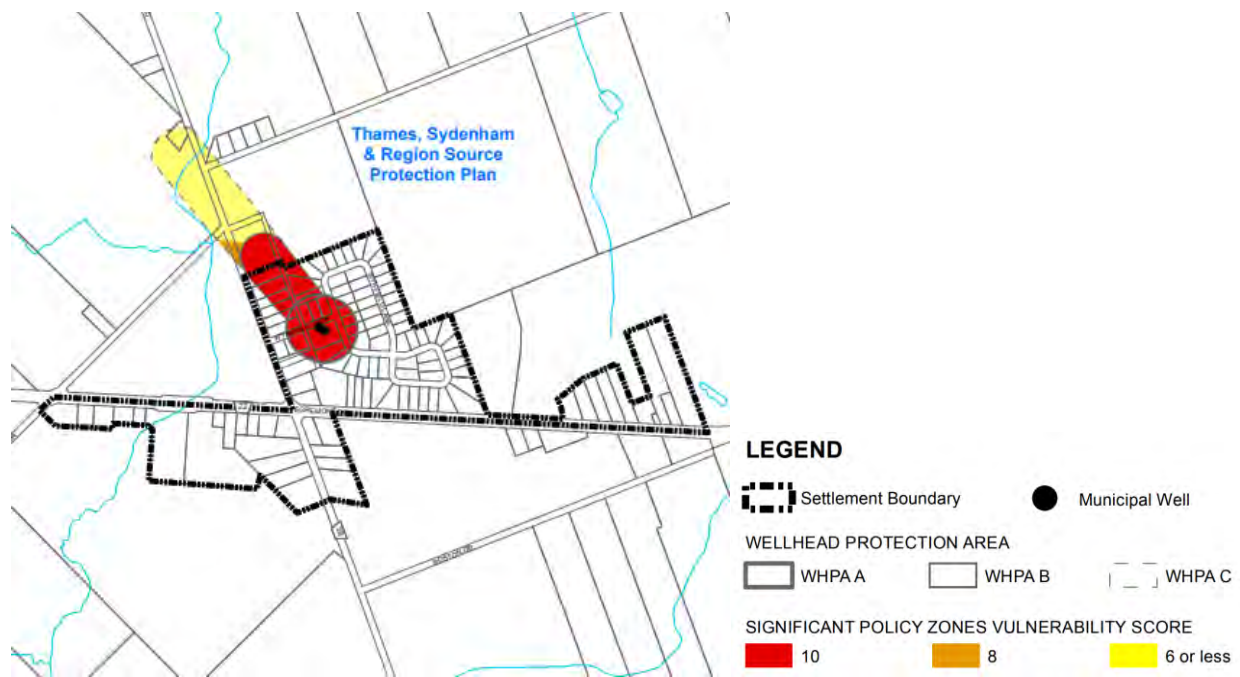 Thames, Sydenham
& Region Source
Protection Plan
LEGEND
Settlement Boundary
Municipal Well
WELLHEAD PROTECTION AREA
WHPA A
WHPA B
WHPA C
SIGNIFICANT POLICY ZONES VULNERABILITY SCORE
10
8
6 or less